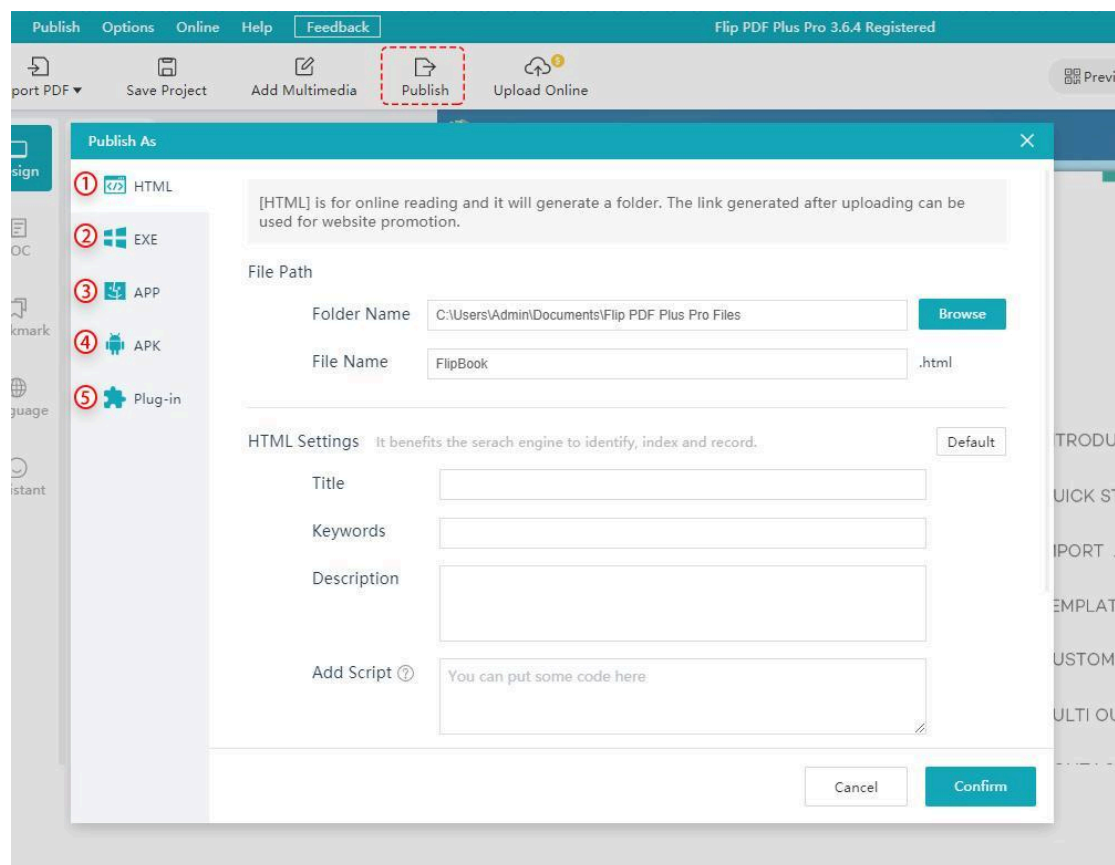 Publish Options Online Help Feedback Flip PDF Plus Pro 3.6.4 Registered
port PDF Save Project Add Multimedia Publish Upload Online Previ
sign
OC
kmark
guage
istant
Publish As
1 HTML
2 EXE
3 APP
4 APK
5 Plug-in
[HTML] is for online reading and it will generate a folder. The link generated after uploading can be
used for website promotion.
File Path
Folder Name C:\Users\Admin\Documents\Flip PDF Plus Pro Files Browse
File Name FlipBook .html
HTML Settings It benefits the serach engine to identify, index and record. Default
Title
Keywords
Description
Add Script ? You can put some code here
Cancel Confirm
TRODU
UICK ST
MPORT
EMPLAT
USTOM
ULTI OU